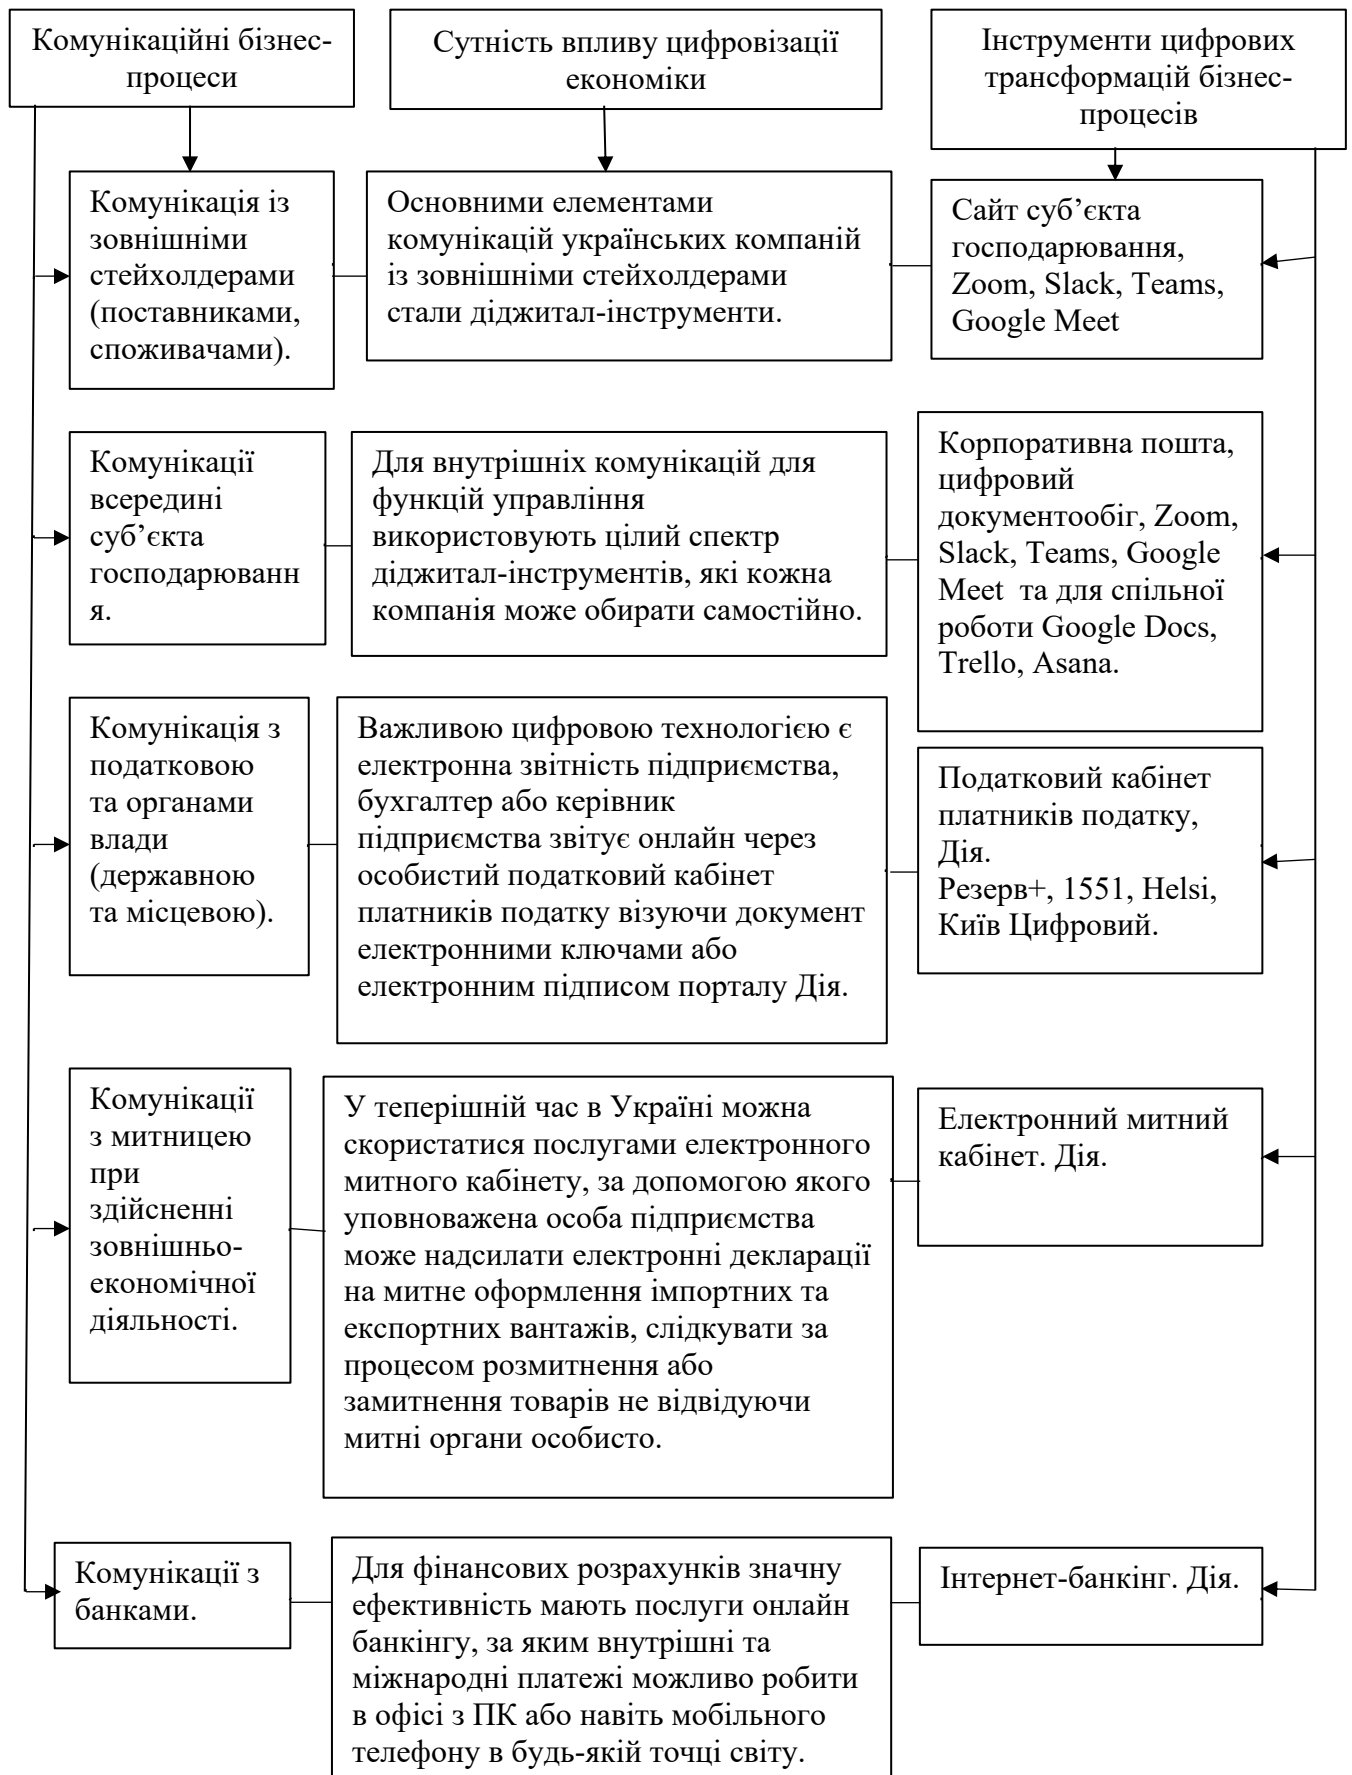 Комунікаційні бізнес-
процеси
Сутність впливу цифровізації
економіки
Інструменти цифрових
трансформацій бізнес-
процесів
Комунікація із
зовнішніми
стейхолдерами
(поставниками,
споживачами).
Основними елементами
комунікацій українських компаній
із зовнішніми стейхолдерами
стали діджитал-інструменти.
Сайт суб’єкта
господарювання,
Zoom, Slack, Teams,
Google Meet
Комунікації
всередині
суб’єкта
господарюванн
я.
Для внутрішніх комунікацій для
функцій управління
використовують цілий спектр
діджитал-інструментів, які кожна
компанія може обирати самостійно.
Корпоративна пошта,
цифровий
документообіг, Zoom,
Slack, Teams, Google
Meet та для спільної
роботи Google Docs,
Trello, Asana.
Комунікація з
податковою
та органами
влади
(державною
та місцевою).
Важливою цифровою технологією є
електронна звітність підприємства,
бухгалтер або керівник
підприємства звітує онлайн через
особистий податковий кабінет
платників податку візуючи документ
електронними ключами або
електронним підписом порталу Дія.
Податковий кабінет
платників податку,
Дія.
Резерв+, 1551, Helsi,
Київ Цифровий.
Комунікації
з митницею
при
здійсненні
зовнішньо-
економічної
діяльності.
У теперішній час в Україні можна
скористатися послугами електронного
митного кабінету, за допомогою якого
уповноважена особа підприємства
може надсилати електронні декларації
на митне оформлення імпортних та
експортних вантажів, слідкувати за
процесом розмитнення або
замитнення товарів не відвідуючи
митні органи особисто.
Електронний митний
кабінет. Дія.
Комунікації з
банками.
Для фінансових розрахунків значну
ефективність мають послуги онлайн
банкінгу, за яким внутрішні та
міжнародні платежі можливо робити
в офісі з ПК або навіть мобільного
телефону в будь-якій точці світу.
Інтернет-банкінг. Дія.